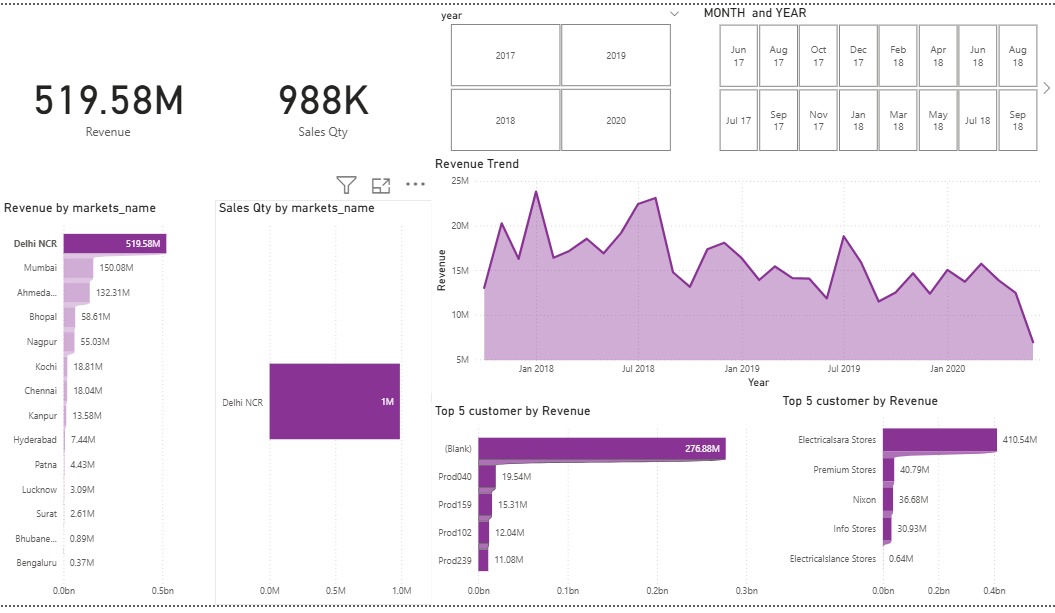 519.58M
Revenue
988K
Sales Qty
year
2017
2019
2018
2020
MONTH and YEAR
Jun 17
Aug 17
Oct 17
Dec 17
Feb 18
Apr 18
Jun 18
Aug 18
Jul 17
Sep 17
Nov 17
Jan 18
Mar 18
May 18
Jul 18
Sep 18
Revenue by markets_name
Delhi NCR 519.58M
Mumbai 150.08M
Ahmeda... 132.31M
Bhopal 58.61M
Nagpur 55.03M
Kochi 18.81M
Chennai 18.04M
Kanpur 13.58M
Hyderabad 7.44M
Patna 4.43M
Lucknow 3.09M
Surat 2.61M
Bhubane... 0.89M
Bengaluru 0.37M
0.0bn 0.5bn
Sales Qty by markets_name
Delhi NCR 1M
0.0M 0.5M 1.0M
Revenue Trend
Revenue
25M
20M
15M
10M
5M
Jan 2018 Jul 2018 Jan 2019 Jul 2019 Jan 2020
Year
Top 5 customer by Revenue
(Blank) 276.88M
Prod040 19.54M
Prod159 15.31M
Prod102 12.04M
Prod239 11.08M
0.0bn 0.1bn 0.2bn 0.3bn
Top 5 customer by Revenue
Electricalsara Stores 410.54M
Premium Stores 40.79M
Nixon 36.68M
Info Stores 30.93M
Electricalslance Stores 0.64M
0.0bn 0.2bn 0.4bn